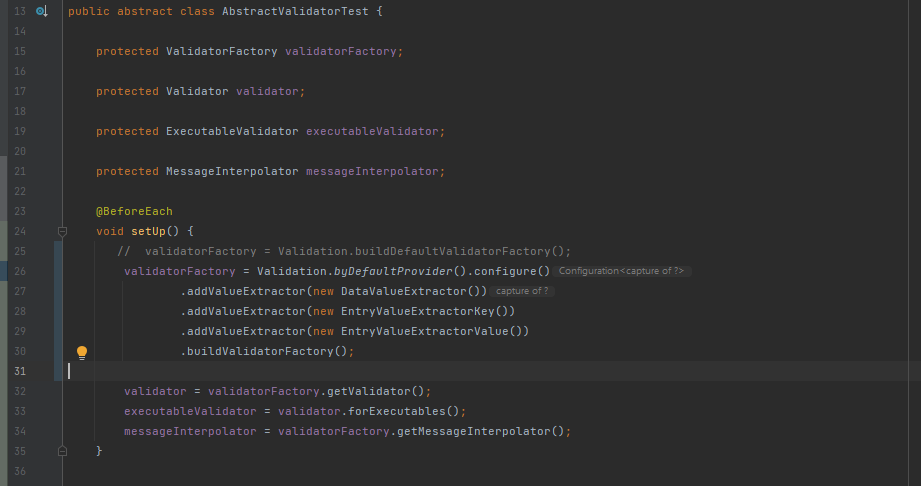 13 public abstract class AbstractValidatorTest {
14
15 protected ValidatorFactory validatorFactory;
16
17 protected Validator validator;
18
19 protected ExecutableValidator executableValidator;
20
21 protected MessageInterpolator messageInterpolator;
22
23 @BeforeEach
24 void setUp() {
25 // validatorFactory = Validation.buildDefaultValidatorFactory();
26 validatorFactory = Validation.byDefaultProvider().configure() Configuration<capture of ?>
27 .addValueExtractor(new DataValueExtractor()) capture of ?
28 .addValueExtractor(new EntryValueExtractorKey())
29 .addValueExtractor(new EntryValueExtractorValue())
30 .buildValidatorFactory();
31
32 validator = validatorFactory.getValidator();
33 executableValidator = validator.forExecutables();
34 messageInterpolator = validatorFactory.getMessageInterpolator();
35 }
36